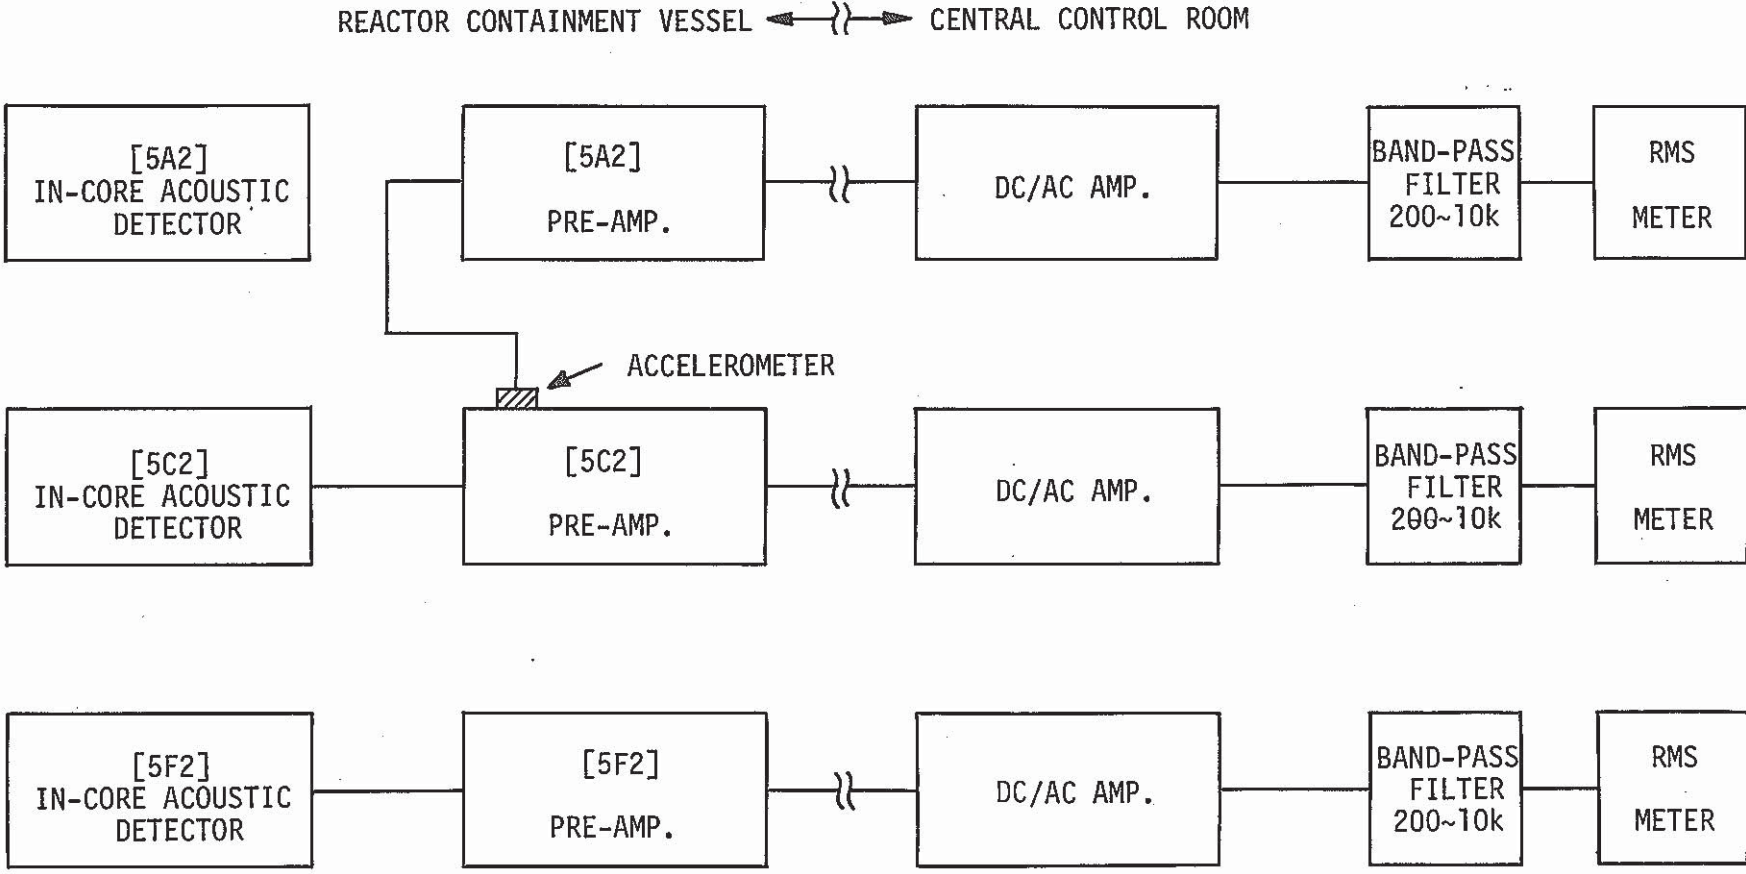 REACTOR CONTAINMENT VESSEL CENTRAL CONTROL ROOM
[5A2]
IN-CORE ACOUSTIC
DETECTOR
[5A2]
PRE-AMP.
DC/AC AMP.
BAND-PASS
FILTER
200~10k
RMS
METER
ACCELEROMETER
[5C2]
IN-CORE ACOUSTIC
DETECTOR
[5C2]
PRE-AMP.
DC/AC AMP.
BAND-PASS
FILTER
200~10k
RMS
METER
[5F2]
IN-CORE ACOUSTIC
DETECTOR
[5F2]
PRE-AMP.
DC/AC AMP.
BAND-PASS
FILTER
200~10k
RMS
METER